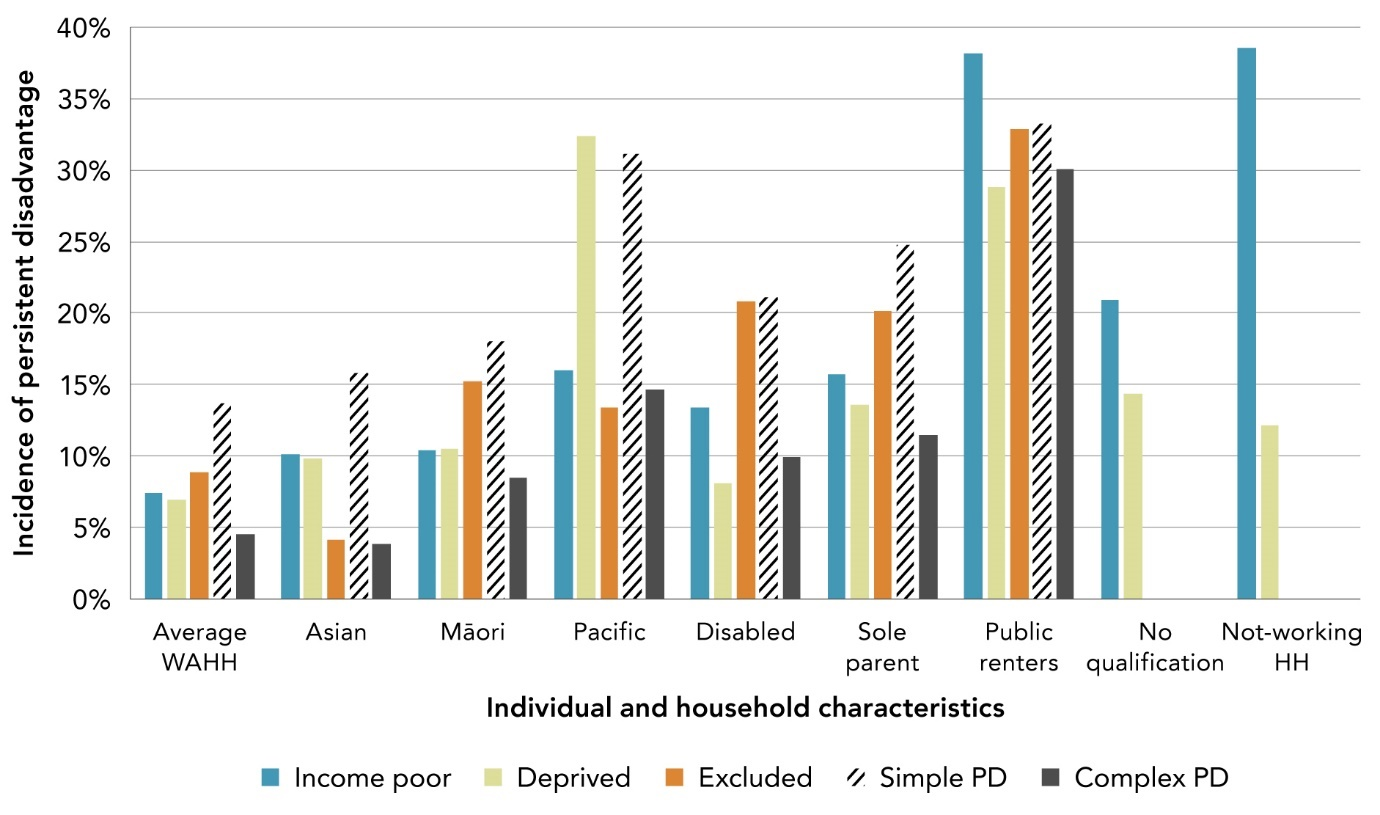 Incidence of persistent disadvantage
40%
35%
30%
25%
20%
15%
10%
5%
0%
Average
WAHH
Asian
Māori
Pacific
Disabled
Sole
parent
Public
renters
No
qualification
Not-working
HH
Individual and household characteristics
Income poor
Deprived
Excluded
Simple PD
Complex PD